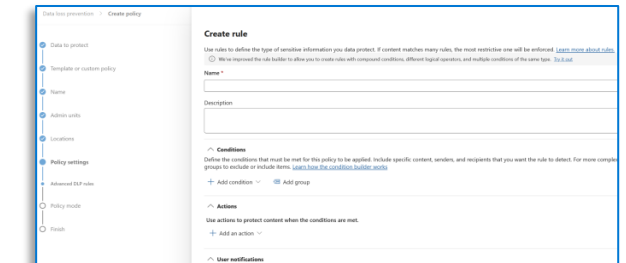 Data loss prevention > Create policy
Create rule
Data to protect
Use rules to define the type of sensitive information you data protect. If content matches many rules, the most restrictive one will be enforced. Learn more about rules.
We've improved the rule builder to allow you to create rules with compound conditions, different logical operators, and multiple conditions of the same type. Try it out
Template or custom policy
Name *
Name
Description
Admin units
Locations
Conditions
Define the conditions that must be met for this policy to be applied. Include specific content, senders, and recipients that you want the rule to detect. For more complex
Policy settings
groups to exclude or include items. Learn how the condition builder works
Advanced DLP rules
+ Add condition
Add group
Policy mode
Actions
Use actions to protect content when the conditions are met.
Finish
+ Add an action
User notifications